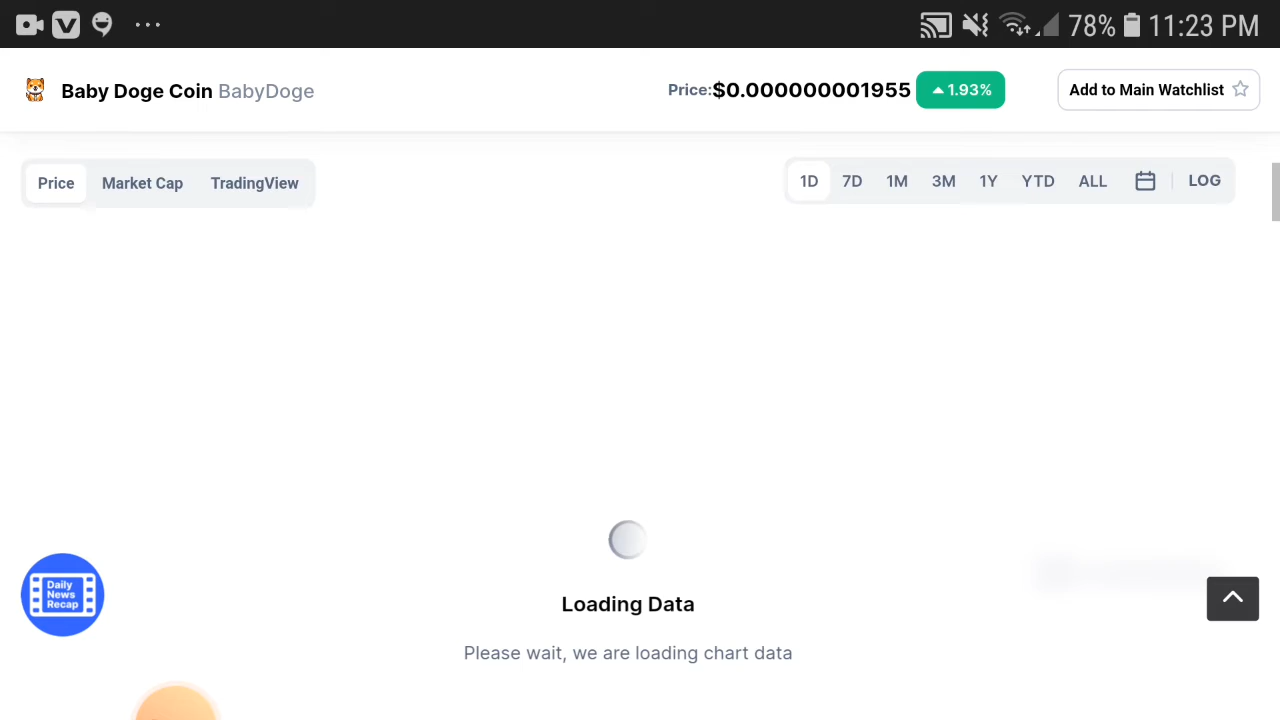 78% 11:23 PM
Baby Doge Coin BabyDoge Price:$0.000000001955 1.93% Add to Main Watchlist
Price Market Cap TradingView 1D 7D 1M 3M 1Y YTD ALL LOG
Daily
News
Recap
Loading Data
Please wait, we are loading chart data